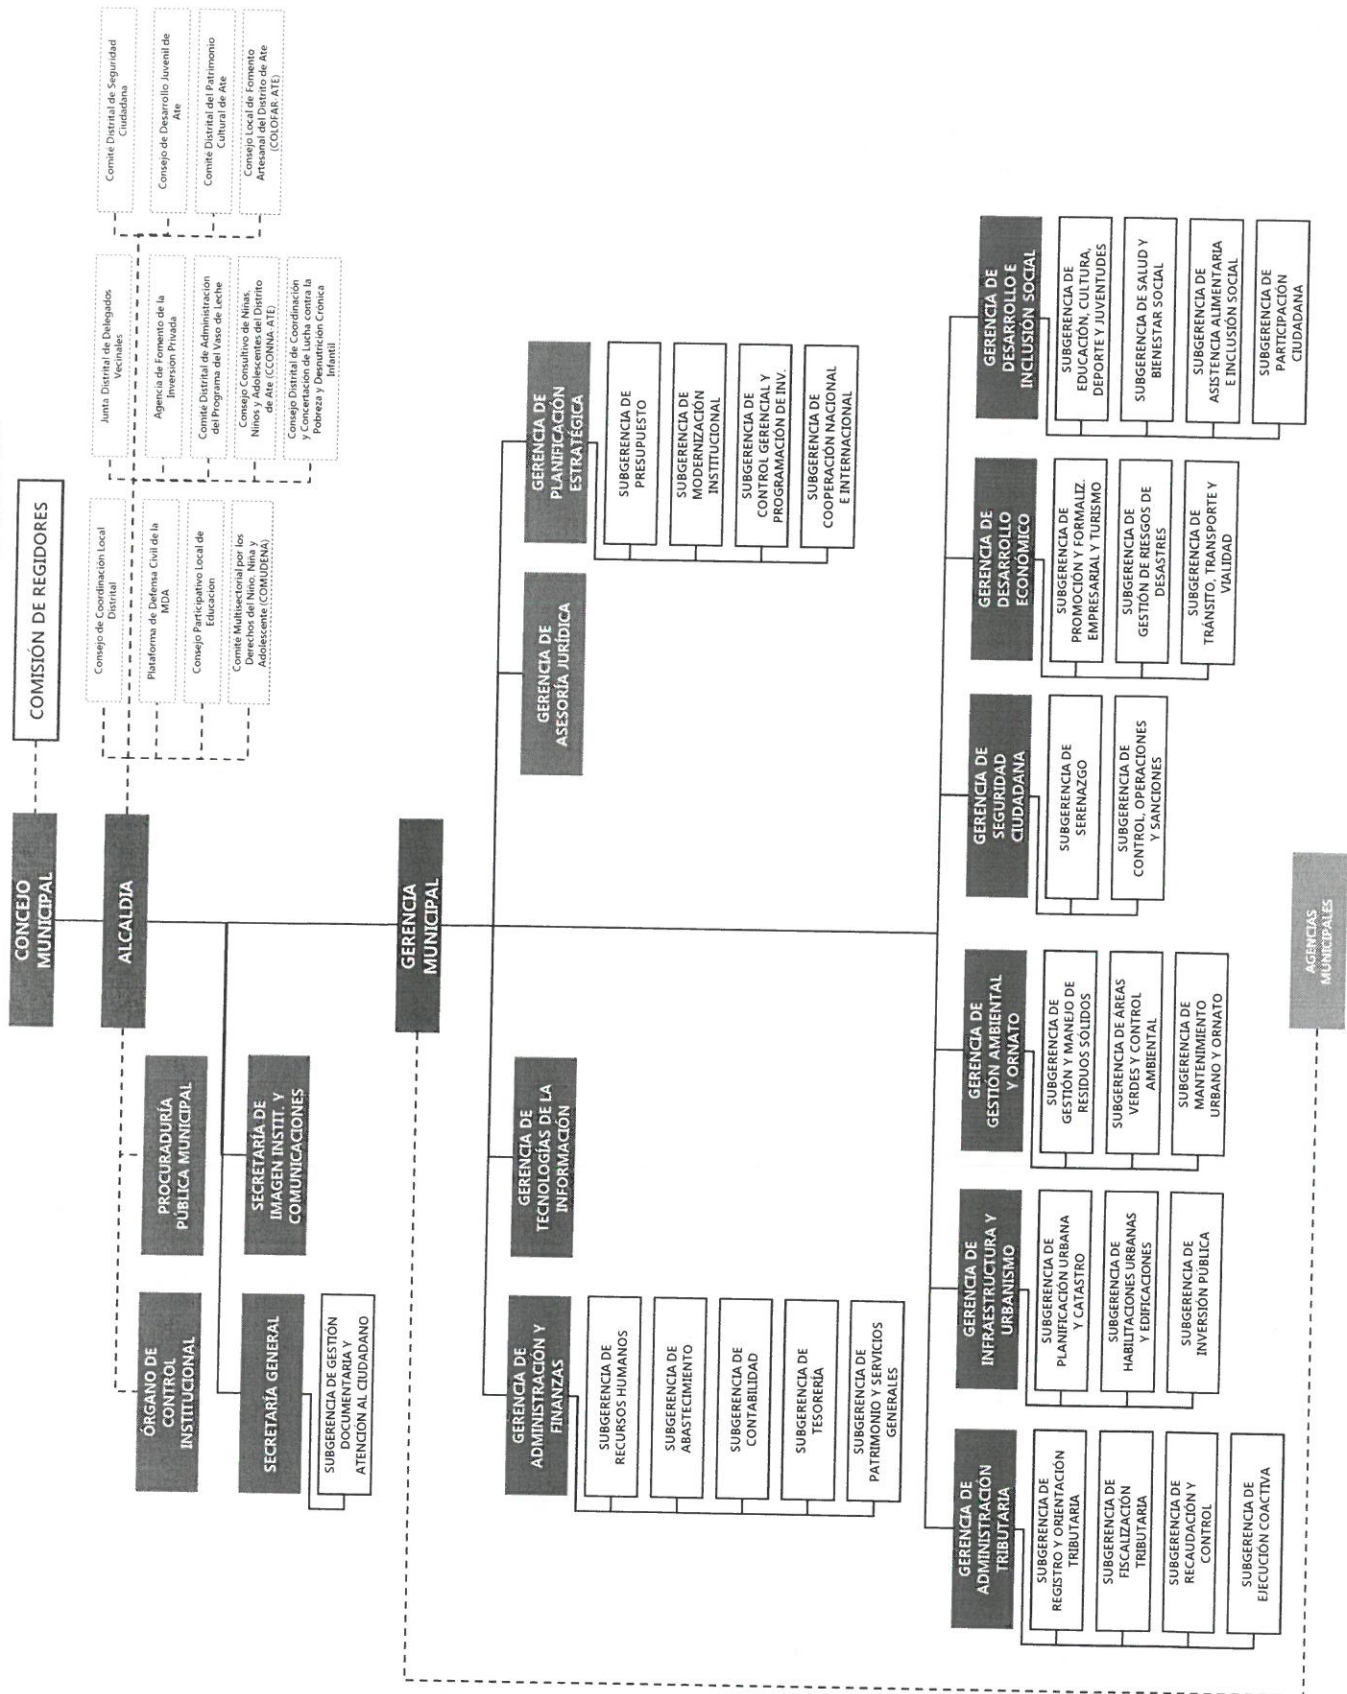 CONCEJO
MUNICIPAL
COMISIÓN DE REGIDORES
ALCALDIA
Consejo de Coordinación Local
Distrital
Plataforma de Defensa Civil de la
MDA
Consejo Participativo Local de
Educación
Comité Multisectorial por los
Derechos del Niño, Niña y
Adolescente (COMUDENA)
Junta Distrital de Delegados
Vecinales
Agencia de Fomento de la
Inversión Privada
Comité Distrital de Administracion
del Programa del Vaso de Leche
Consejo Consultivo de Niñas,
Niños y Adolescentes del Distrito
de Ate (CCONNA-ATE)
Consejo Distrital de Coordinación
y Concertación de Lucha contra la
Pobreza y Desnutrición Crónica
Infantil
Comité Distrital de Seguridad
Ciudadana
Consejo de Desarrollo Juvenil de
Ate
Comité Distrital del Patrimonio
Cultural de Ate
Consejo Local de Fomento
Artesanal del Distrito de Ate
(COLOFAR-ATE)
ÓRGANO DE
CONTROL
INSTITUCIONAL
PROCURADURÍA
PÚBLICA MUNICIPAL
SECRETARÍA GENERAL
SUBGERENCIA DE GESTIÓN
DOCUMENTARIA Y
ATENCIÓN AL CIUDADANO
SECRETARÍA DE
IMAGEN INSTIT. Y
COMUNICACIONES
GERENCIA
MUNICIPAL
GERENCIA DE
ADMINISTRACIÓN Y
FINANZAS
SUBGERENCIA DE
RECURSOS HUMANOS
SUBGERENCIA DE
ABASTECIMIENTO
SUBGERENCIA DE
CONTABILIDAD
SUBGERENCIA DE
TESORERÍA
SUBGERENCIA DE
PATRIMONIO Y SERVICIOS
GENERALES
GERENCIA DE
TECNOLOGÍAS DE LA
INFORMACIÓN
GERENCIA DE
ASESORÍA JURÍDICA
GERENCIA DE
PLANIFICACIÓN
ESTRATÉGICA
SUBGERENCIA DE
PRESUPUESTO
SUBGERENCIA DE
MODERNIZACIÓN
INSTITUCIONAL
SUBGERENCIA DE
CONTROL GERENCIAL Y
PROGRAMACIÓN DE INV.
SUBGERENCIA DE
COOPERACIÓN NACIONAL
E INTERNACIONAL
GERENCIA DE
ADMINISTRACIÓN
TRIBUTARIA
SUBGERENCIA DE
REGISTRO Y ORIENTACIÓN
TRIBUTARIA
SUBGERENCIA DE
FISCALIZACIÓN
TRIBUTARIA
SUBGERENCIA DE
RECAUDACIÓN Y
CONTROL
SUBGERENCIA DE
EJECUCIÓN COACTIVA
GERENCIA DE
INFRAESTRUCTURA Y
URBANISMO
SUBGERENCIA DE
PLANIFICACIÓN URBANA
Y CATASTRO
SUBGERENCIA DE
HABILITACIONES URBANAS
Y EDIFICACIONES
SUBGERENCIA DE
INVERSIÓN PÚBLICA
GERENCIA DE
GESTIÓN AMBIENTAL
Y ORNATO
SUBGERENCIA DE
GESTIÓN Y MANEJO DE
RESIDUOS SÓLIDOS
SUBGERENCIA DE ÁREAS
VERDES Y CONTROL
AMBIENTAL
SUBGERENCIA DE
MANTENIMIENTO
URBANO Y ORNATO
GERENCIA DE
SEGURIDAD
CIUDADANA
SUBGERENCIA DE
SERENAZGO
SUBGERENCIA DE
CONTROL, OPERACIONES
Y SANCIONES
GERENCIA DE
DESARROLLO
ECONÓMICO
SUBGERENCIA DE
PROMOCIÓN Y FORMALIZ.
EMPRESARIAL Y TURISMO
SUBGERENCIA DE
GESTIÓN DE RIESGOS DE
DESASTRES
SUBGERENCIA DE
TRÁNSITO, TRANSPORTE Y
VIALIDAD
GERENCIA DE
DESARROLLO E
INCLUSIÓN SOCIAL
SUBGERENCIA DE
EDUCACIÓN, CULTURA,
DEPORTE Y JUVENTUDES
SUBGERENCIA DE SALUD Y
BIENESTAR SOCIAL
SUBGERENCIA DE
ASISTENCIA ALIMENTARIA
E INCLUSIÓN SOCIAL
SUBGERENCIA DE
PARTICIPACIÓN
CIUDADANA
AGENCIAS
MUNICIPALES